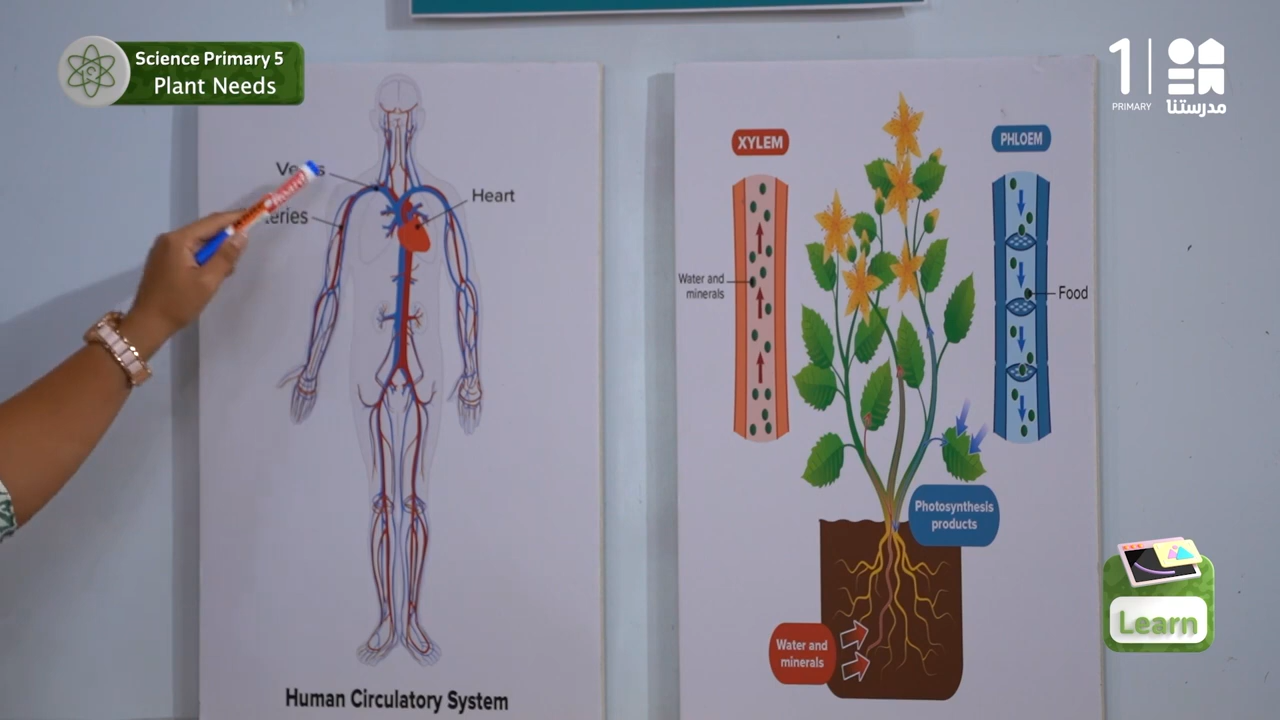 Science Primary 5
Plant Needs
1
PRIMARY
مدرستنا
Heart
Human Circulatory System
XYLEM
PHLOEM
Water and
minerals
Food
Photosynthesis
products
Water and
minerals
Learn